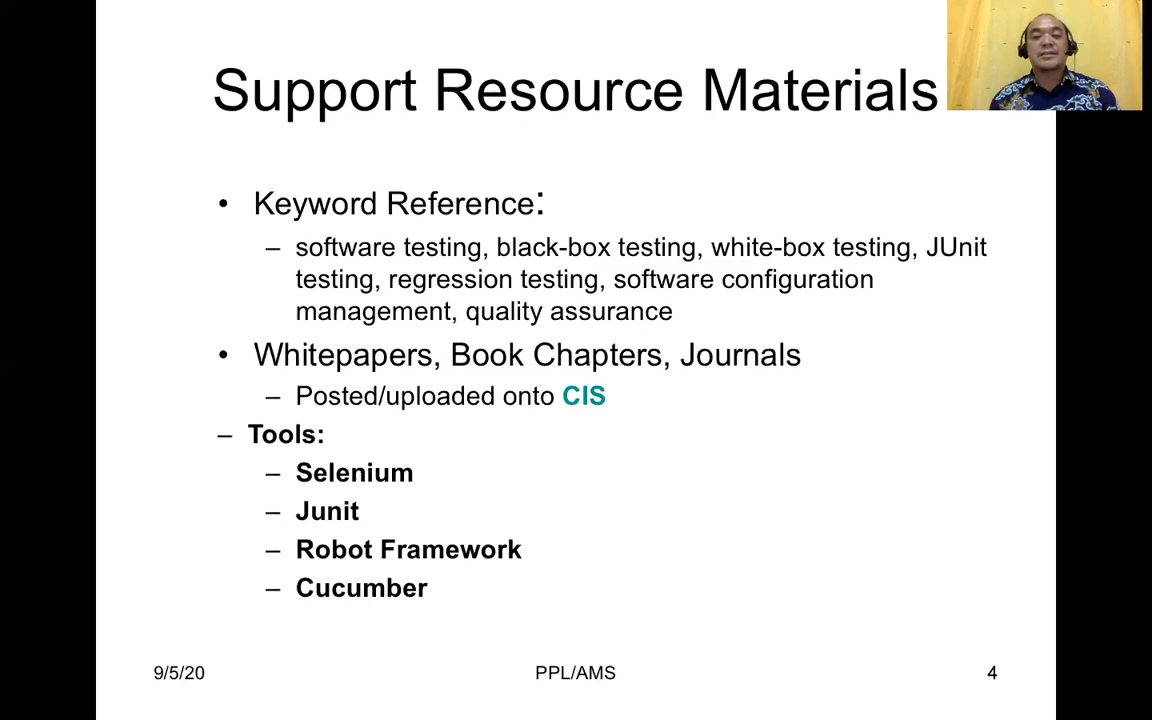 Support Resource Materials
• Keyword Reference:
– software testing, black-box testing, white-box testing, JUnit
testing, regression testing, software configuration
management, quality assurance
• Whitepapers, Book Chapters, Journals
– Posted/uploaded onto CIS
– Tools:
– Selenium
– Junit
– Robot Framework
– Cucumber
9/5/20 PPL/AMS 4